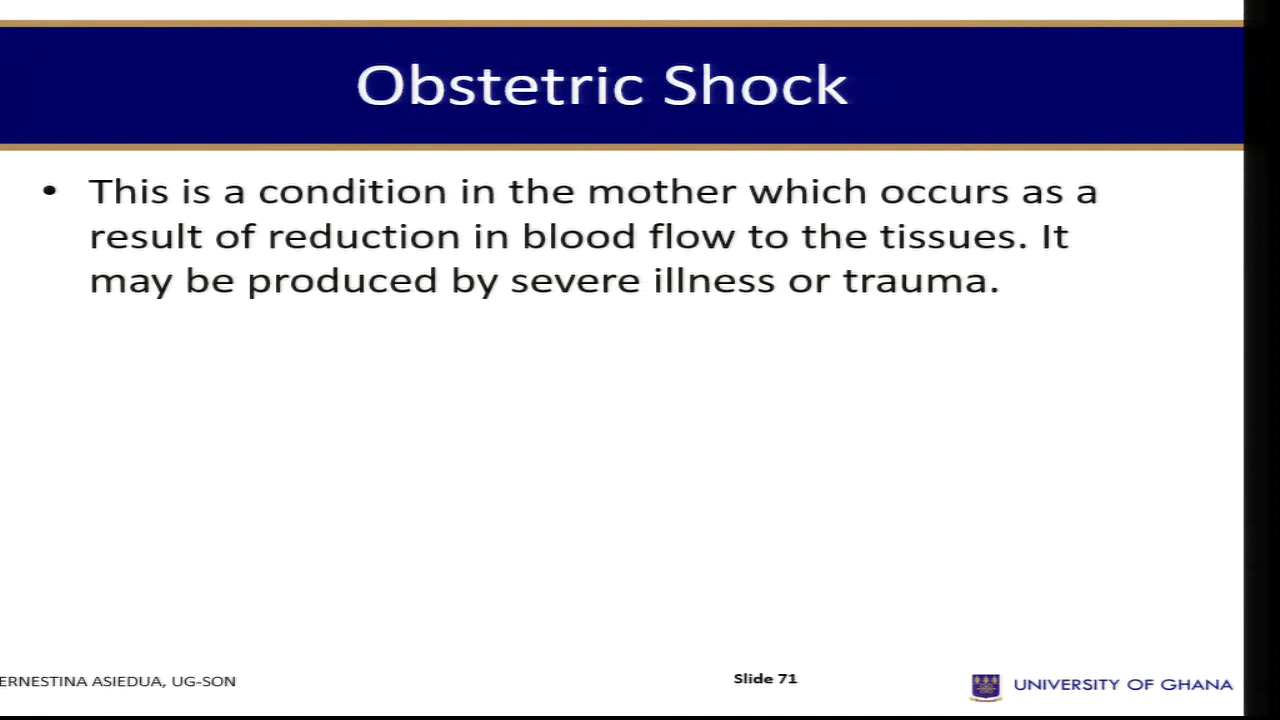 Obstetric Shock
• This is a condition in the mother which occurs as a
result of reduction in blood flow to the tissues. It
may be produced by severe illness or trauma.
ERNESTINA ASIEDUA, UG-SON
Slide 71
UNIVERSITY OF GHANA